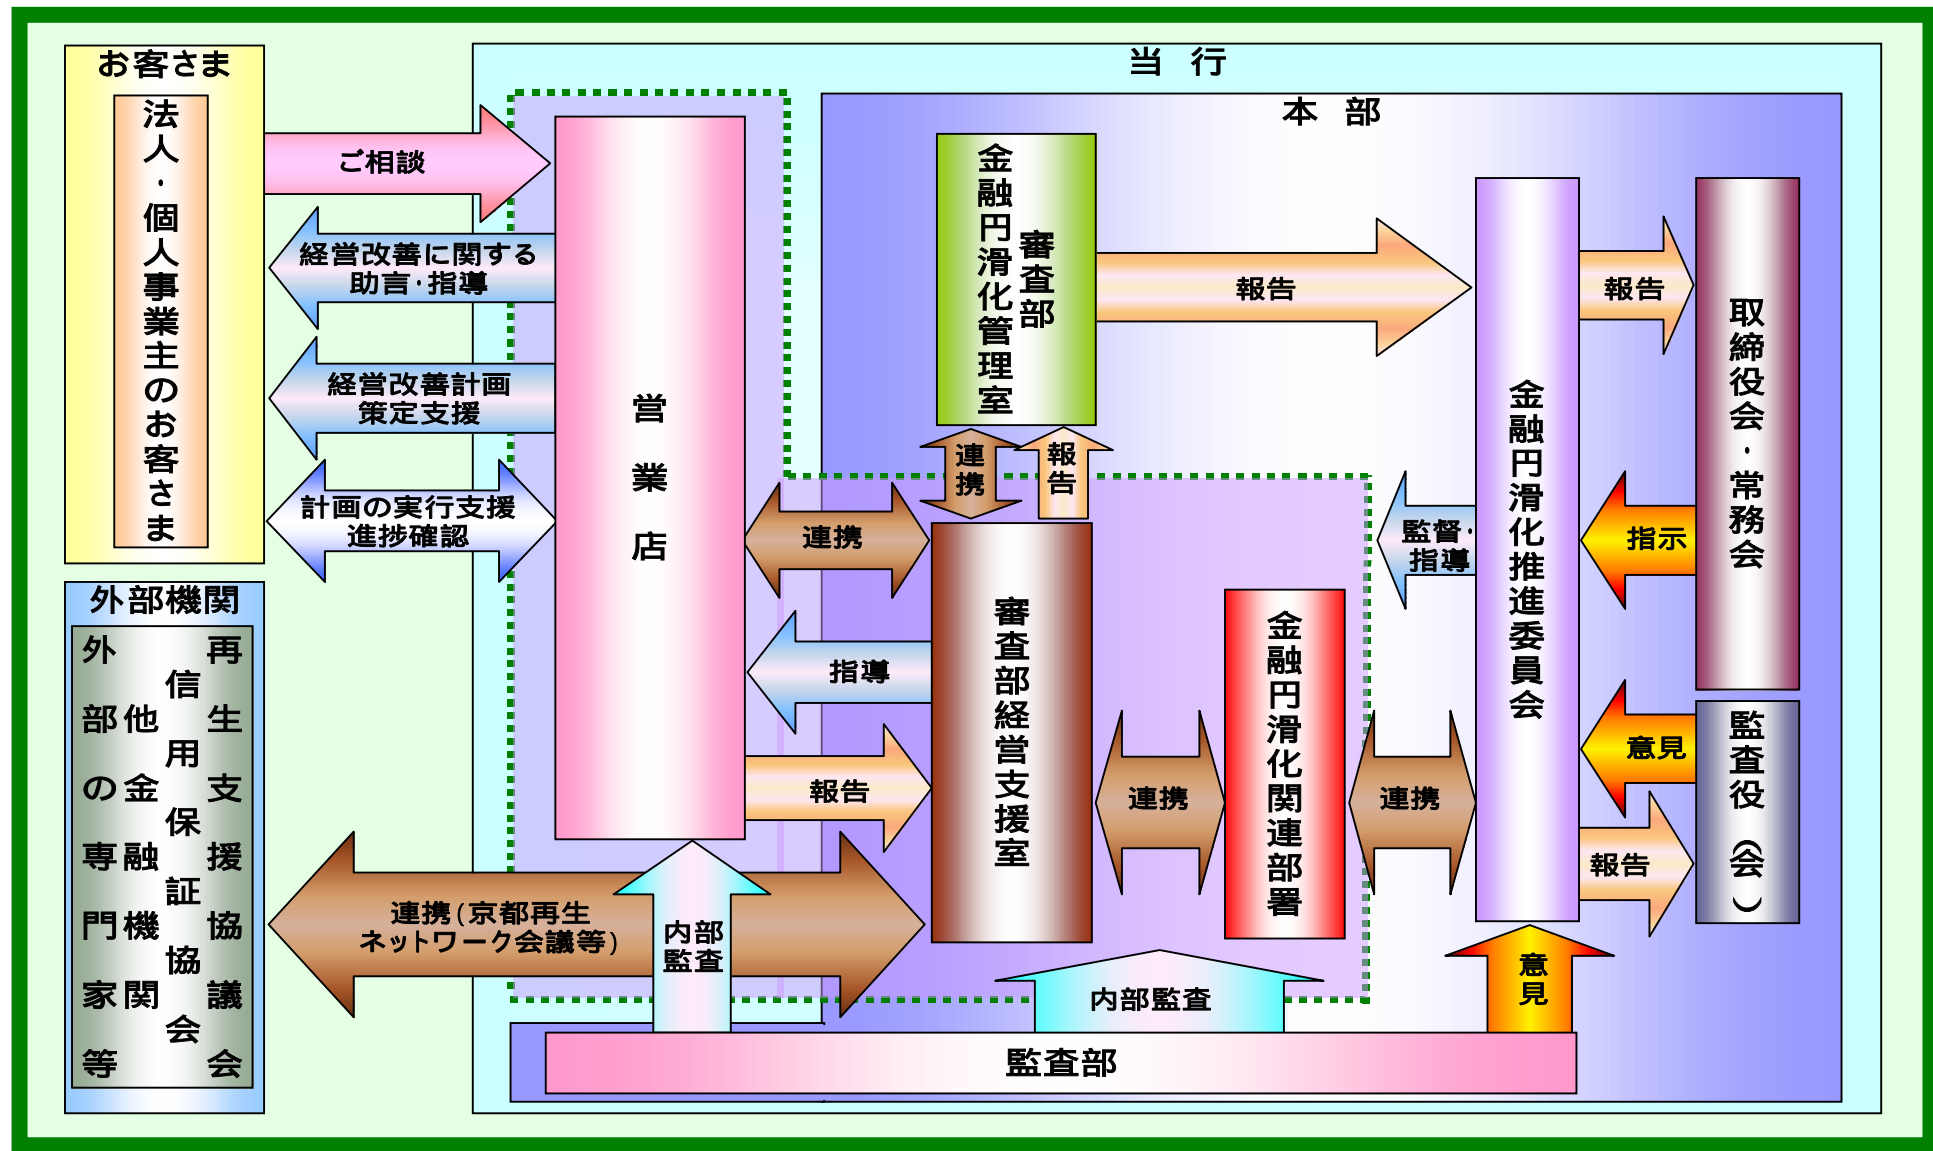 お客さま
法人・個人事業主のお客さま
外部機関
再生支援協議会
信用保証協会
他金融機関
外部の専門家等
当 行
本 部
ご相談
経営改善に関する
助言・指導
経営改善計画
策定支援
計画の実行支援
進捗確認
連携(京都再生
ネットワーク会議等)
営業店
審査部
金融円滑化管理室
連携
報告
連携
指導
報告
審査部経営支援室
連携
金融円滑化関連部署
連携
報告
監督・
指導
金融円滑化推進委員会
報告
取締役会・常務会
指示
意見
報告
監査役(会)
内部
監査
内部監査
意
見
監査部